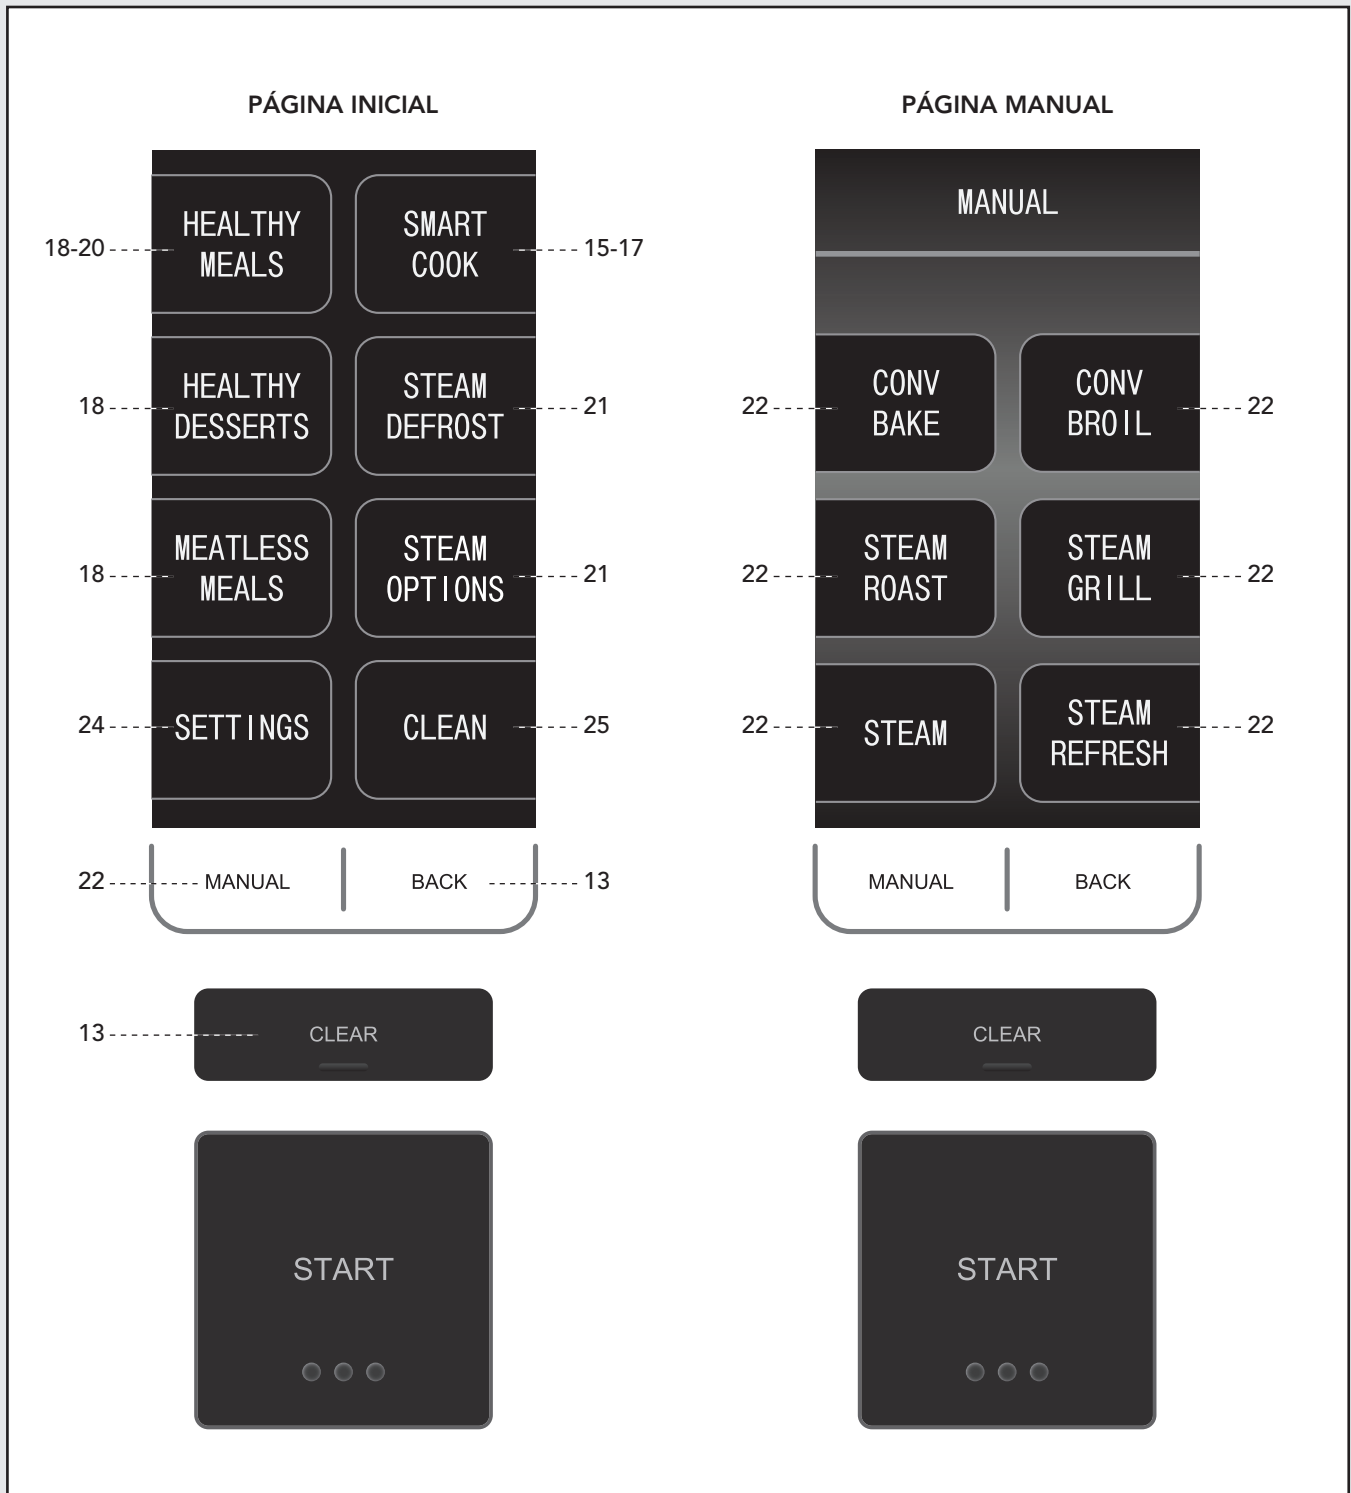 PÁGINA INICIAL
HEALTHY
MEALS
SMART
COOK
18-20
15-17
HEALTHY
DESSERTS
STEAM
DEFROST
18
21
MEATLESS
MEALS
STEAM
OPTIONS
18
21
SETTINGS
CLEAN
24
25
22
MANUAL
BACK
13
13
CLEAR
START
PÁGINA MANUAL
MANUAL
CONV
BAKE
CONV
BROIL
22
22
STEAM
ROAST
STEAM
GRILL
22
22
STEAM
STEAM
REFRESH
22
22
MANUAL
BACK
CLEAR
START